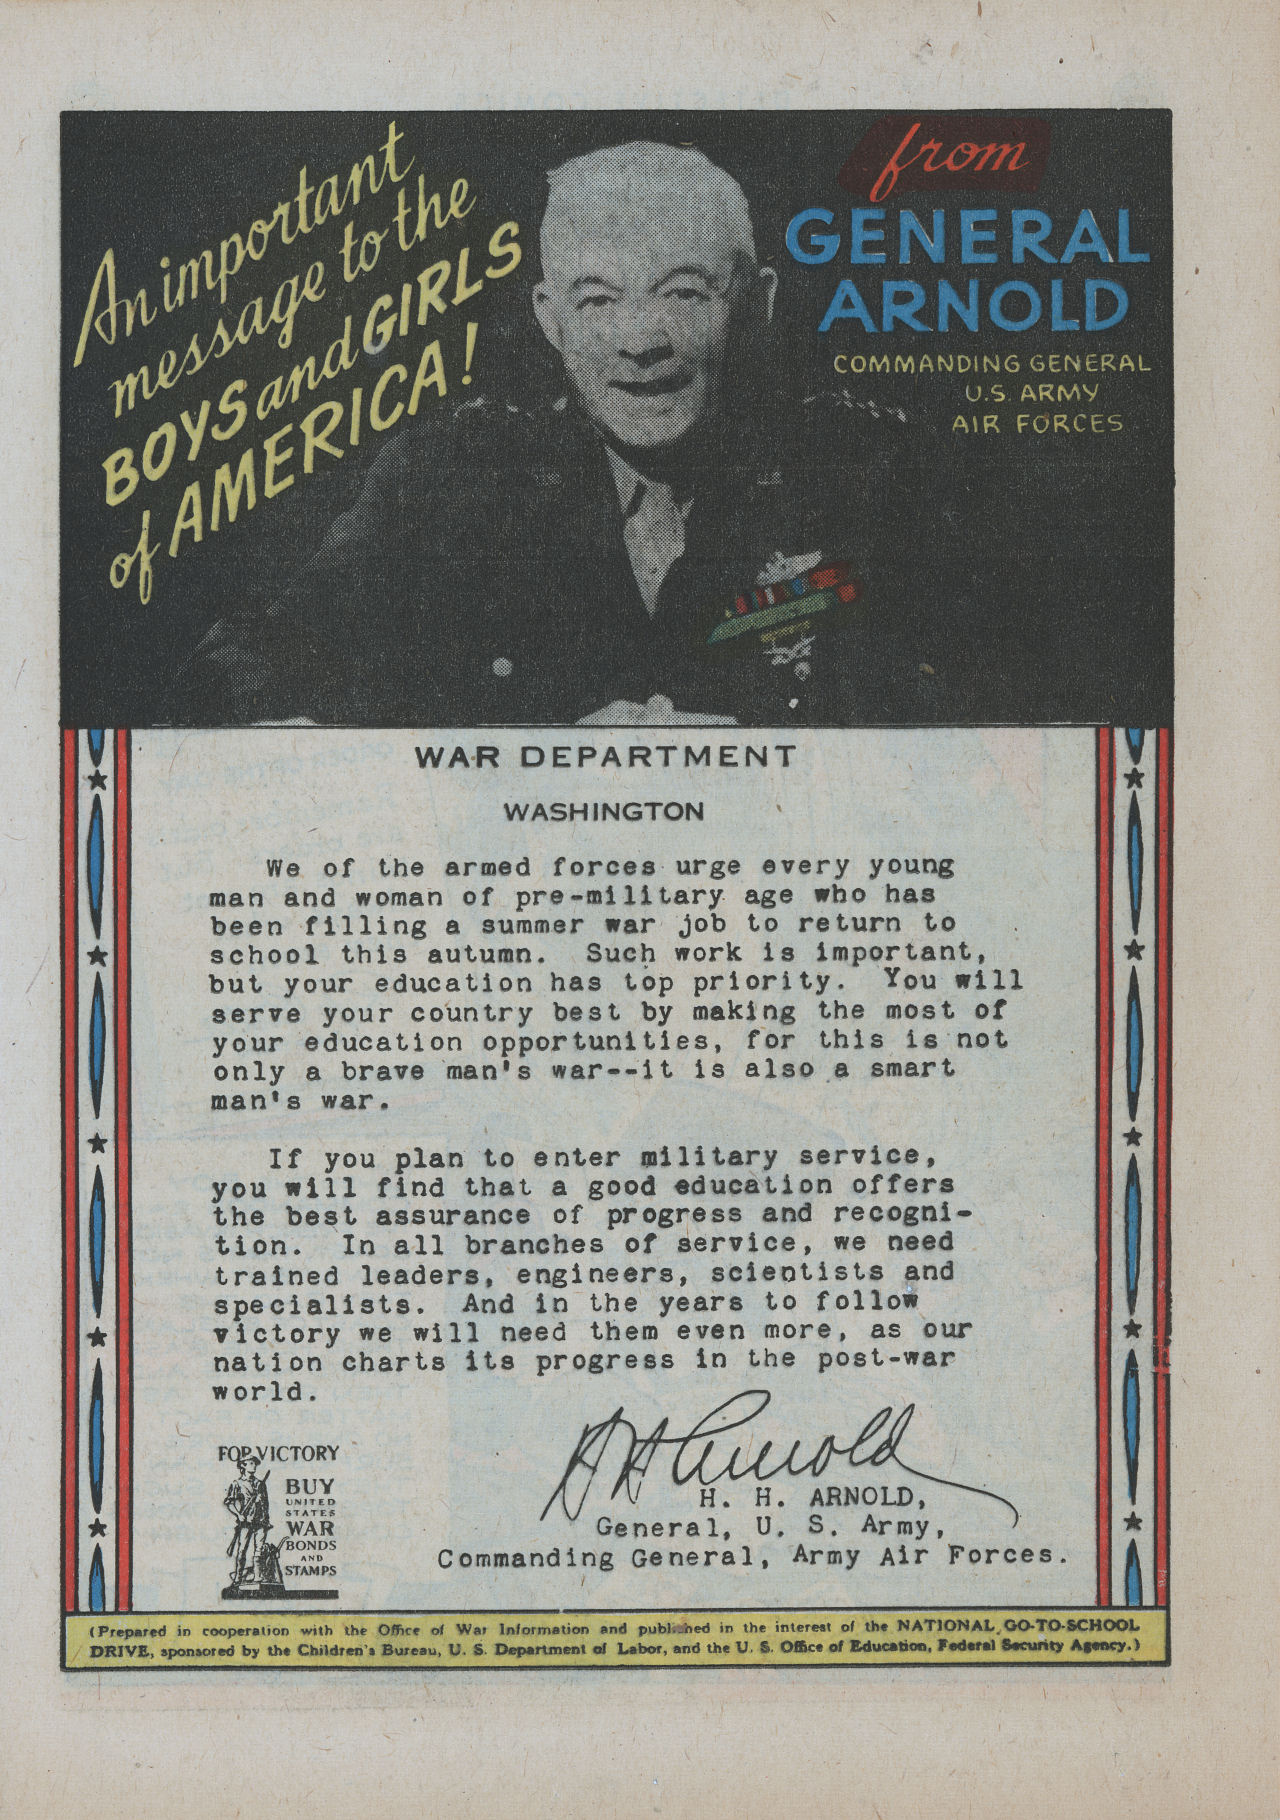 An important
message to the
BOYS and GIRLS
of AMERICA!
from
GENERAL
ARNOLD
COMMANDING GENERAL
U.S. ARMY
AIR FORCES
WAR DEPARTMENT
WASHINGTON
We of the armed forces urge every young
man and woman of pre-military age who has
been filling a summer war job to return to
school this autumn. Such work is important,
but your education has top priority. You will
serve your country best by making the most of
your education opportunities, for this is not
only a brave man's war--it is also a smart
man's war.
If you plan to enter military service,
you will find that a good education offers
the best assurance of progress and recogni-
tion. In all branches of service, we need
trained leaders, engineers, scientists and
specialists. And in the years to follow
victory we will need them even more, as our
nation charts its progress in the post-war
world.
H H Arnold
H. H. ARNOLD,
General, U. S. Army,
Commanding General, Army Air Forces.
FOR VICTORY
BUY
UNITED
STATES
WAR
BONDS
AND
STAMPS
(Prepared in cooperation with the Office of War Information and published in the interest of the NATIONAL GO-TO-SCHOOL
DRIVE, sponsored by the Children's Bureau, U. S. Department of Labor, and the U. S. Office of Education, Federal Security Agency.)